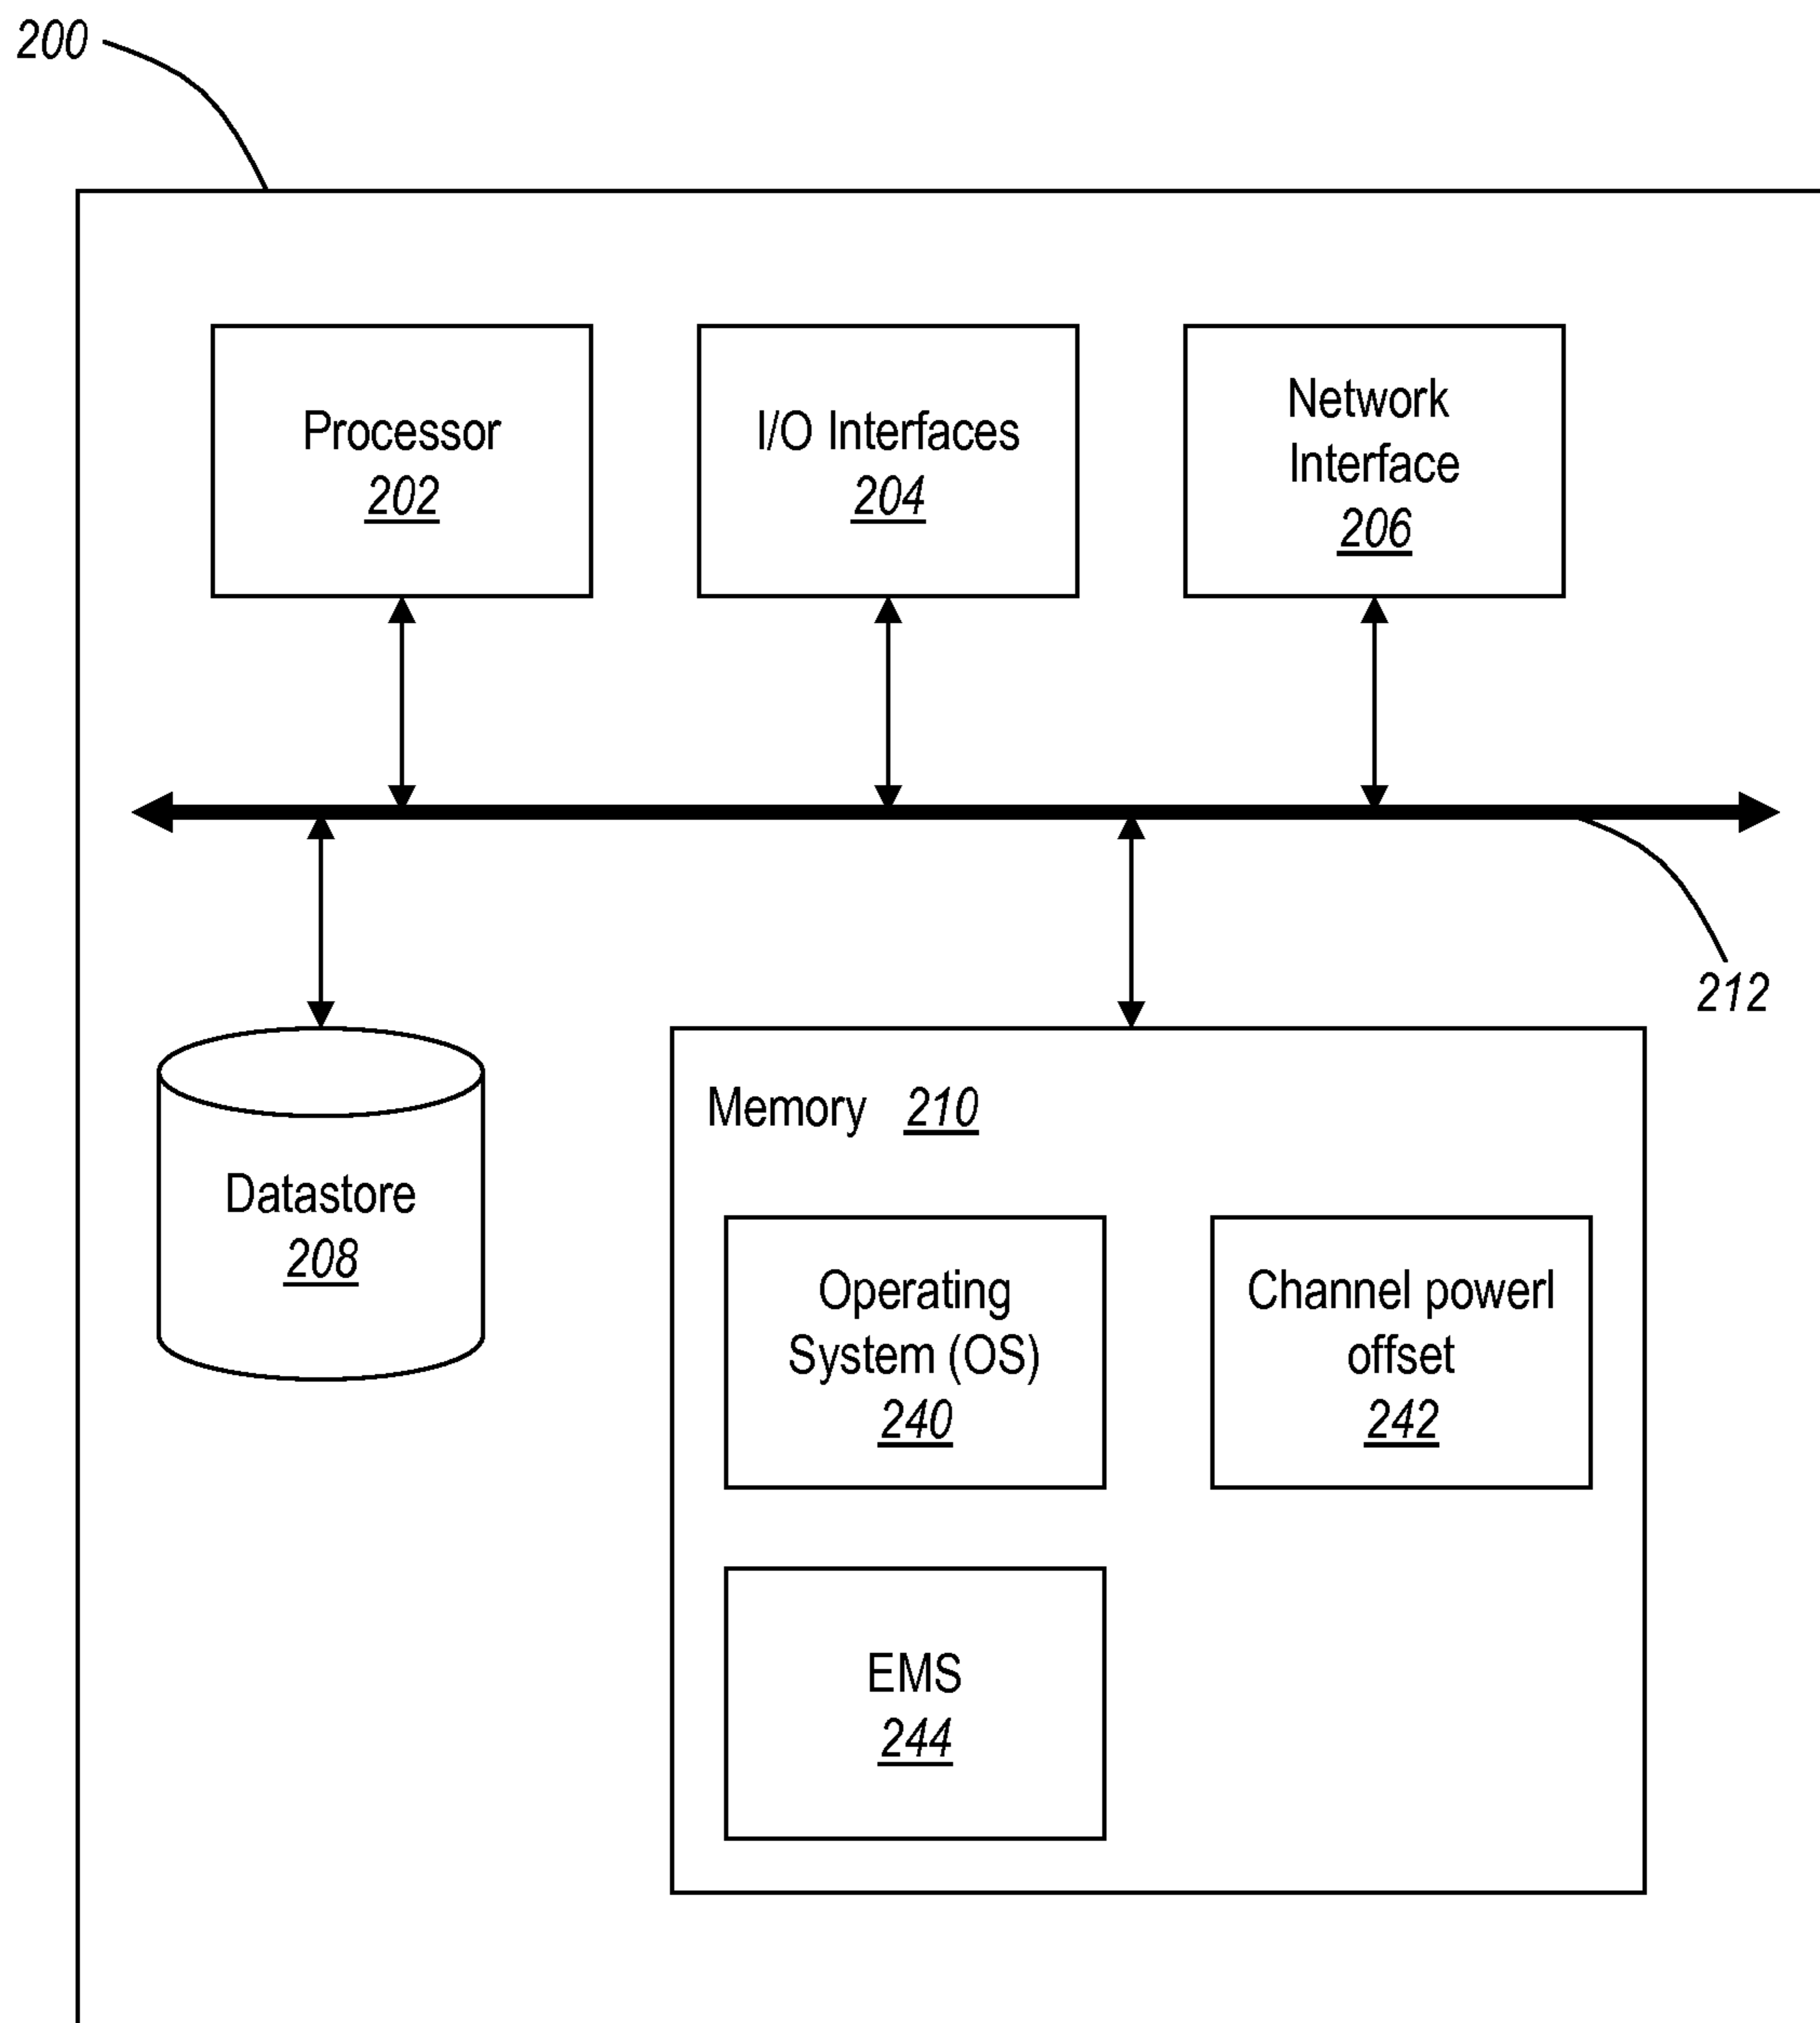 200
Processor
202
I/O Interfaces
204
Network
Interface
206
212
Datastore
208
Memory 210
Operating
System (OS)
240
Channel powerl
offset
242
EMS
244